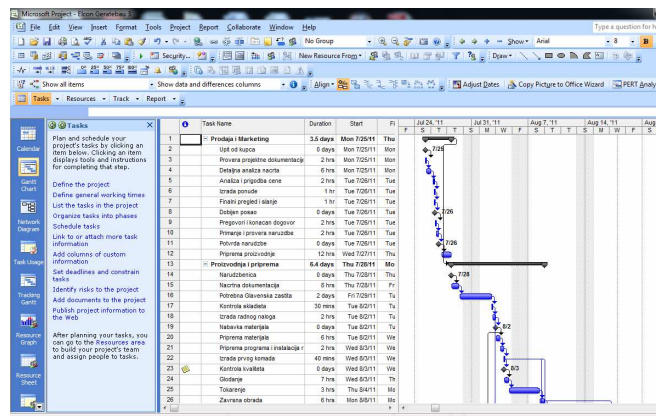 Microsoft Project - Elcon Geratebau 3
File Edit View Insert Format Tools Project Report Collaborate Window Help
Type a question for h
No Group
Show Arial 8 B
Security...
New Resource From
Draw
Show all items
Show data and differences columns
Align
Adjust Dates Copy Picture to Office Wizard PERT Analy
Tasks Resources Track Report
Tasks
Plan and schedule your
project's tasks by clicking an
item below. Clicking an item
displays tools and instructions
for completing that step.
Define the project
Define general working times
List the tasks in the project
Organize tasks into phases
Schedule tasks
Link to or attach more task
information
Add columns of custom
information
Set deadlines and constrain
tasks
Identify risks to the project
Add documents to the project
Publish project information to
the Web
After planning your tasks, you
can go to the Resources area
to build your project's team
and assign people to tasks.
Calendar
Gantt
Chart
Network
Diagram
Task Usage
Tracking
Gantt
Resource
Graph
Resource
Sheet
Task Name Duration Start Fi
1 Prodaja i Marketing 3.5 days Mon 7/25/11 Thu
2 Upit od kupca 0 days Mon 7/25/11 Mon
3 Provera projektne dokumentacije 2 hrs Mon 7/25/11 Mon
4 Detaljna analiza nacrta 6 hrs Mon 7/25/11 Mon
5 Analiza i prigodba cene 2 hrs Tue 7/26/11 Tue
6 Izrada ponude 1 hr Tue 7/26/11 Tue
7 Finalni pregled i slanje 1 hr Tue 7/26/11 Tue
8 Dobijen posao 0 days Tue 7/26/11 Tue
9 Pregovori i konacan dogovor 2 hrs Tue 7/26/11 Tue
10 Primanje i provera narudzbe 2 hrs Tue 7/26/11 Tue
11 Potvrda narudzbe 0 days Tue 7/26/11 Tue
12 Priprema proizvodnje 12 hrs Wed 7/27/11 Thu
13 Proizvodnja i priprema 6.4 days Thu 7/28/11 Mo
14 Narudzbenica 0 days Thu 7/28/11 Thu
15 Nacrtna dokumentacija 8 hrs Thu 7/28/11 Fr
16 Potrebna Glavenska zastita 2 days Fri 7/29/11 Tu
17 Kontrola skladista 30 mins Tue 8/2/11 Tu
18 Izrada radnog naloga 2 hrs Tue 8/2/11 Tu
19 Nabavka materijala 0 days Tue 8/2/11 Tu
20 Priprema materijala 6 hrs Tue 8/2/11 We
21 Priprema programa i instalacija r 2 hrs Wed 8/3/11 We
22 Izrada prvog komada 40 mins Wed 8/3/11 We
23 Kontrola kvaliteta 0 days Wed 8/3/11 We
24 Glodanje 7 hrs Wed 8/3/11 Th
25 Tokarenje 3 hrs Thu 8/4/11 Mo
26 Zavrsna obrada 6 hrs Mon 8/8/11 Mo
Jul 24, '11 Jul 31, '11 Aug 7, '11 Aug 14, '11 Aug
F S T T S M W F S T T S M W F S
7/25
7/26
7/26
7/28
8/2
8/3